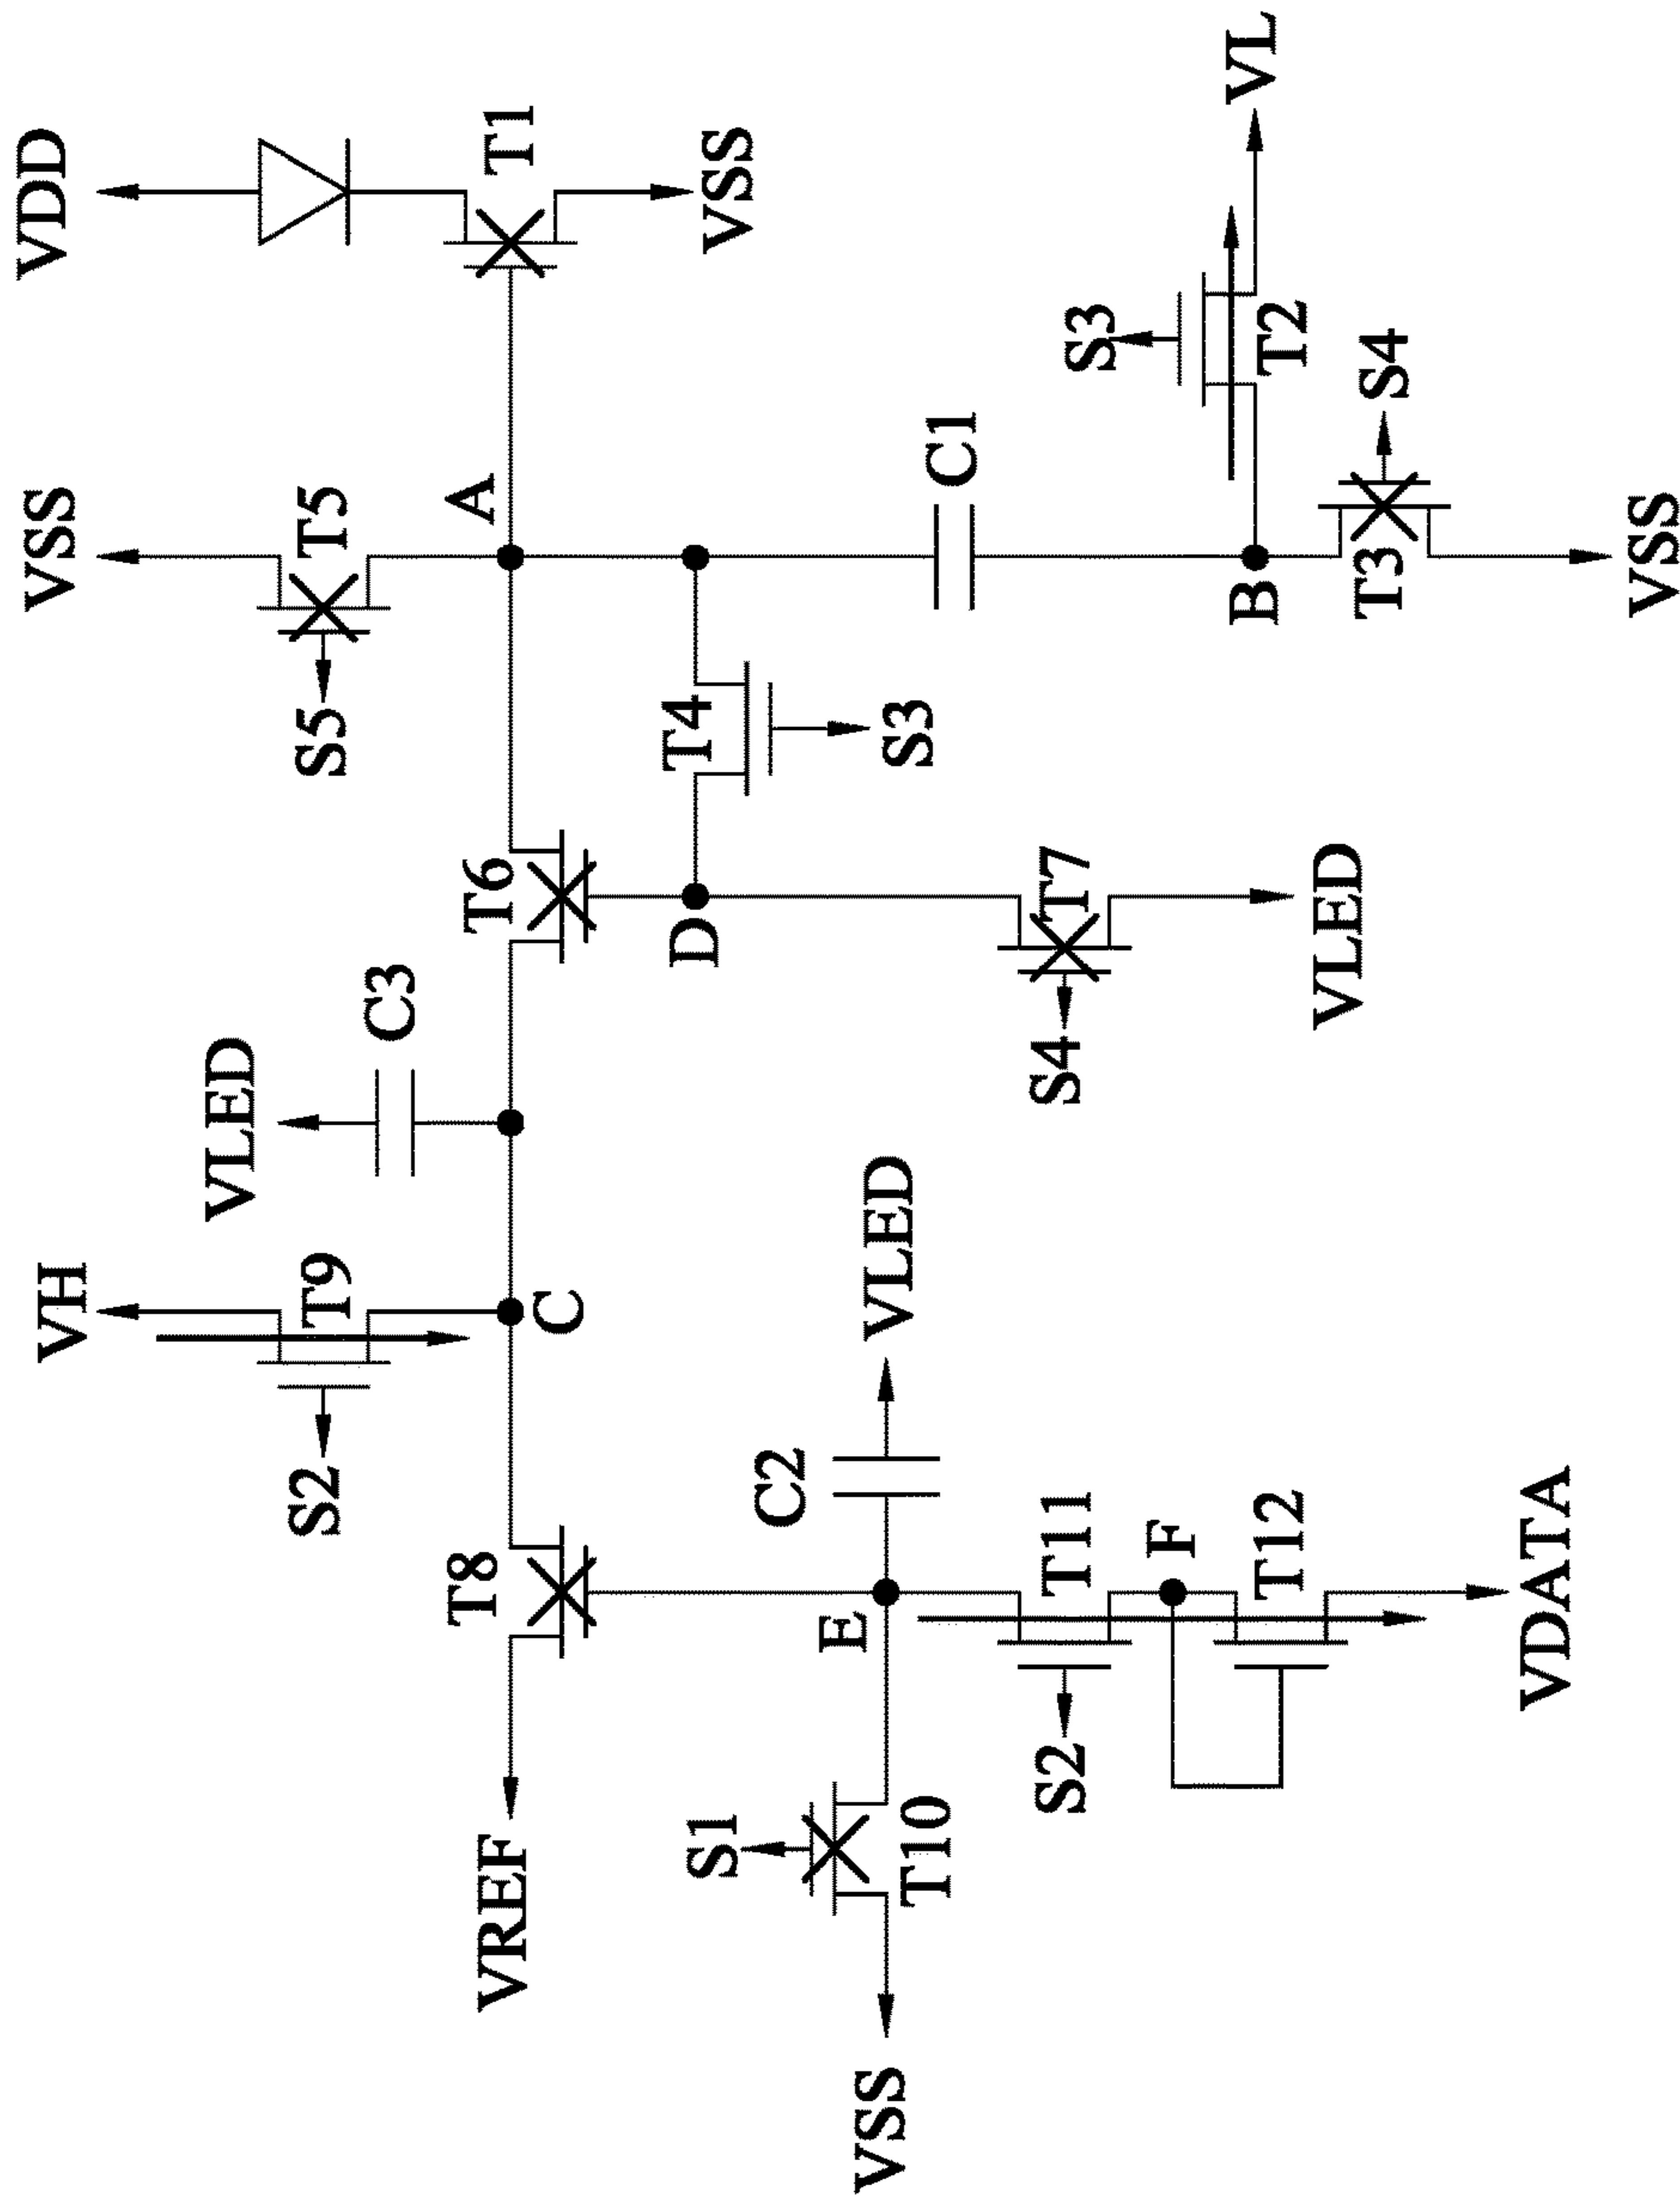 VDD
T1
VSS
VL
S3
T2
S4
T3
VSS
B
C1
A
VSS
T5
S5
T4
S3
T6
D
T7
S4
VLED
VLED
C3
VH
T9
S2
C
VLED
C2
T8
E
T11
S2
F
T12
VDATA
S1
T10
VREF
VSS